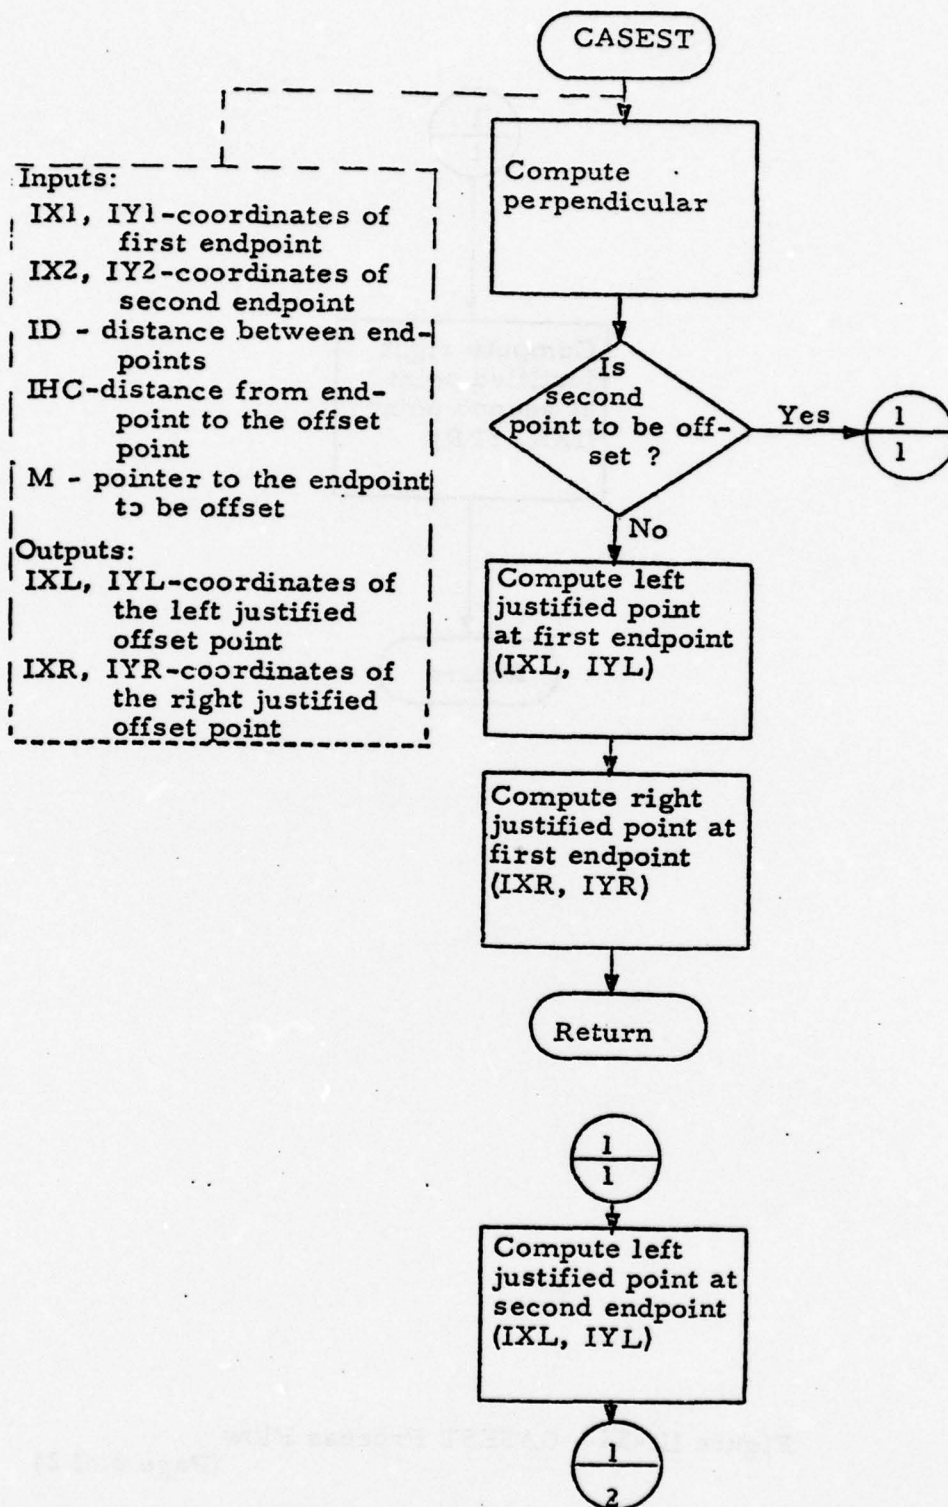 CASEST
Compute
perpendicular
Inputs:
IX1, IY1-coordinates of
first endpoint
IX2, IY2-coordinates of
second endpoint
ID - distance between end-
points
IHC-distance from end-
point to the offset
point
M - pointer to the endpoint
to be offset
Outputs:
IXL, IYL-coordinates of
the left justified
offset point
IXR, IYR-coordinates of
the right justified
offset point
Is
second
point to be off-
set ?
Yes
1
1
No
Compute left
justified point
at first endpoint
(IXL, IYL)
Compute right
justified point at
first endpoint
(IXR, IYR)
Return
1
1
Compute left
justified point at
second endpoint
(IXL, IYL)
1
2